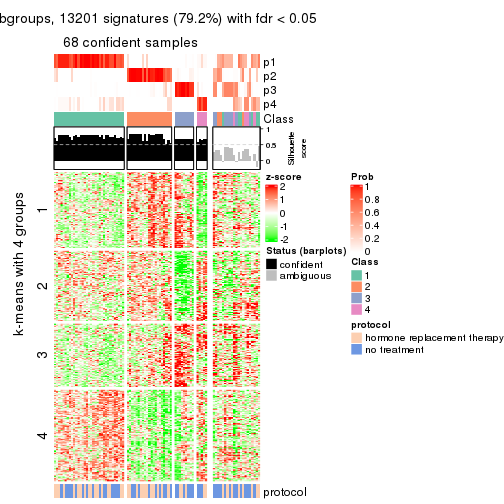 bgroups, 13201 signatures (79.2%) with fdr < 0.05
68 confident samples
p1
p2
p3
p4
Class
1
0.5
0
Silhouette
score
k-means with 4 groups
1
2
3
4
protocol
z-score
2
1
0
-1
-2
Status (barplots)
confident
ambiguous
Prob
1
0.8
0.6
0.4
0.2
0
Class
1
2
3
4
protocol
hormone replacement therapy
no treatment